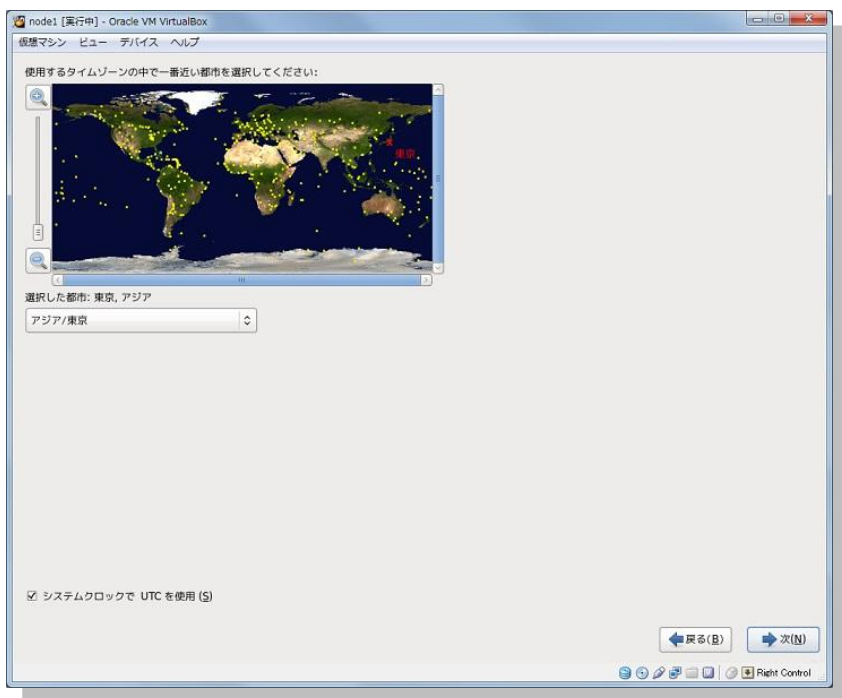 node1 [実行中] - Oracle VM VirtualBox
仮想マシン ビュー デバイス ヘルプ
使用するタイムゾーンの中で一番近い都市を選択してください:
東京
選択した都市: 東京, アジア
アジア/東京
システムクロックで UTC を使用 (S)
戻る(B) 次(N)
Right Control